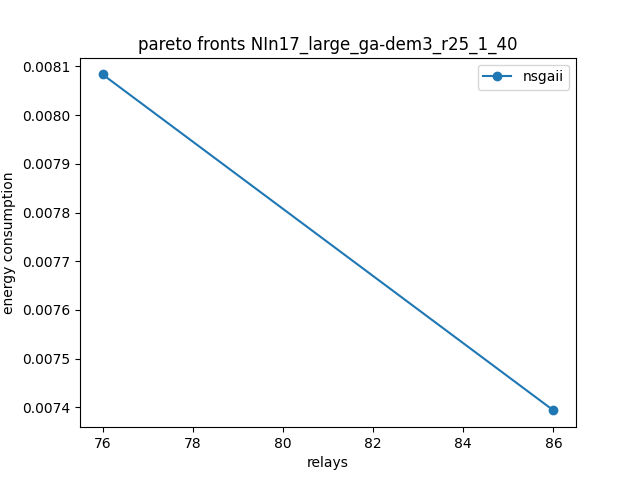 pareto fronts NIn17_large_ga-dem3_r25_1_40
nsgaii
energy consumption
0.0081
0.0080
0.0079
0.0078
0.0077
0.0076
0.0075
0.0074
76 78 80 82 84 86
relays